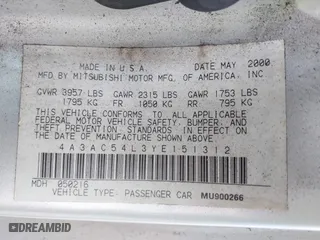 MADE IN U.S.A. DATE MAY 2000
MFD BY MITSUBISHI MOTOR MFG. OF AMERICA, INC
GVWR 3957 LBS GAWR 2315 LBS GAWR 1753 LBS
1795 KG FR 1050 KG RR 795 KG
THIS VEHICLE CONFORMS TO ALL APPLICABLE FEDERAL
MOTOR VEHICLE SAFETY, BUMPER, AND THEFT
PREVENTION STANDARDS IN EFFECT ON THE DATE
OF MANUFACTURE SHOWN ABOVE.
4A3AC54L3YE151312
MDH 050216
VEHICLE TYPE: PASSENGER CAR MU900266
DREAMBID